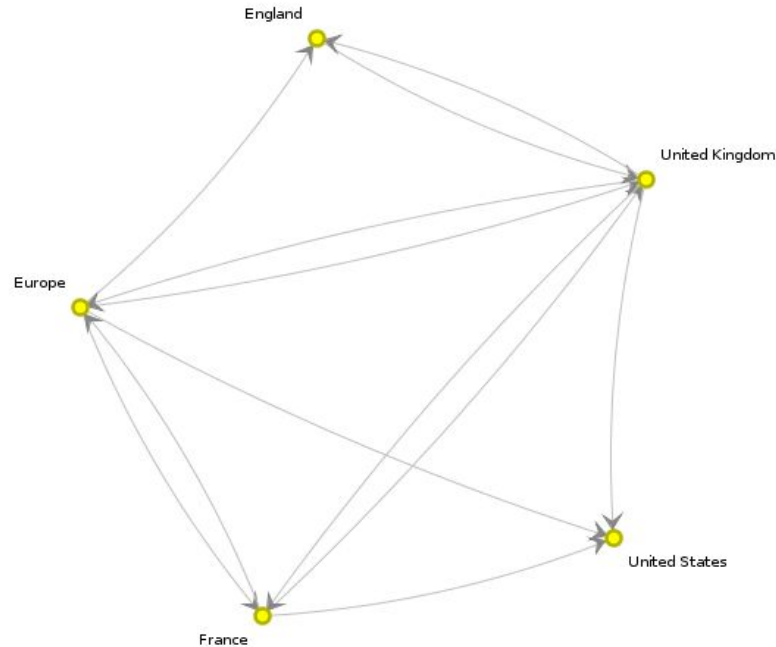 England
United Kingdom
Europe
United States
France